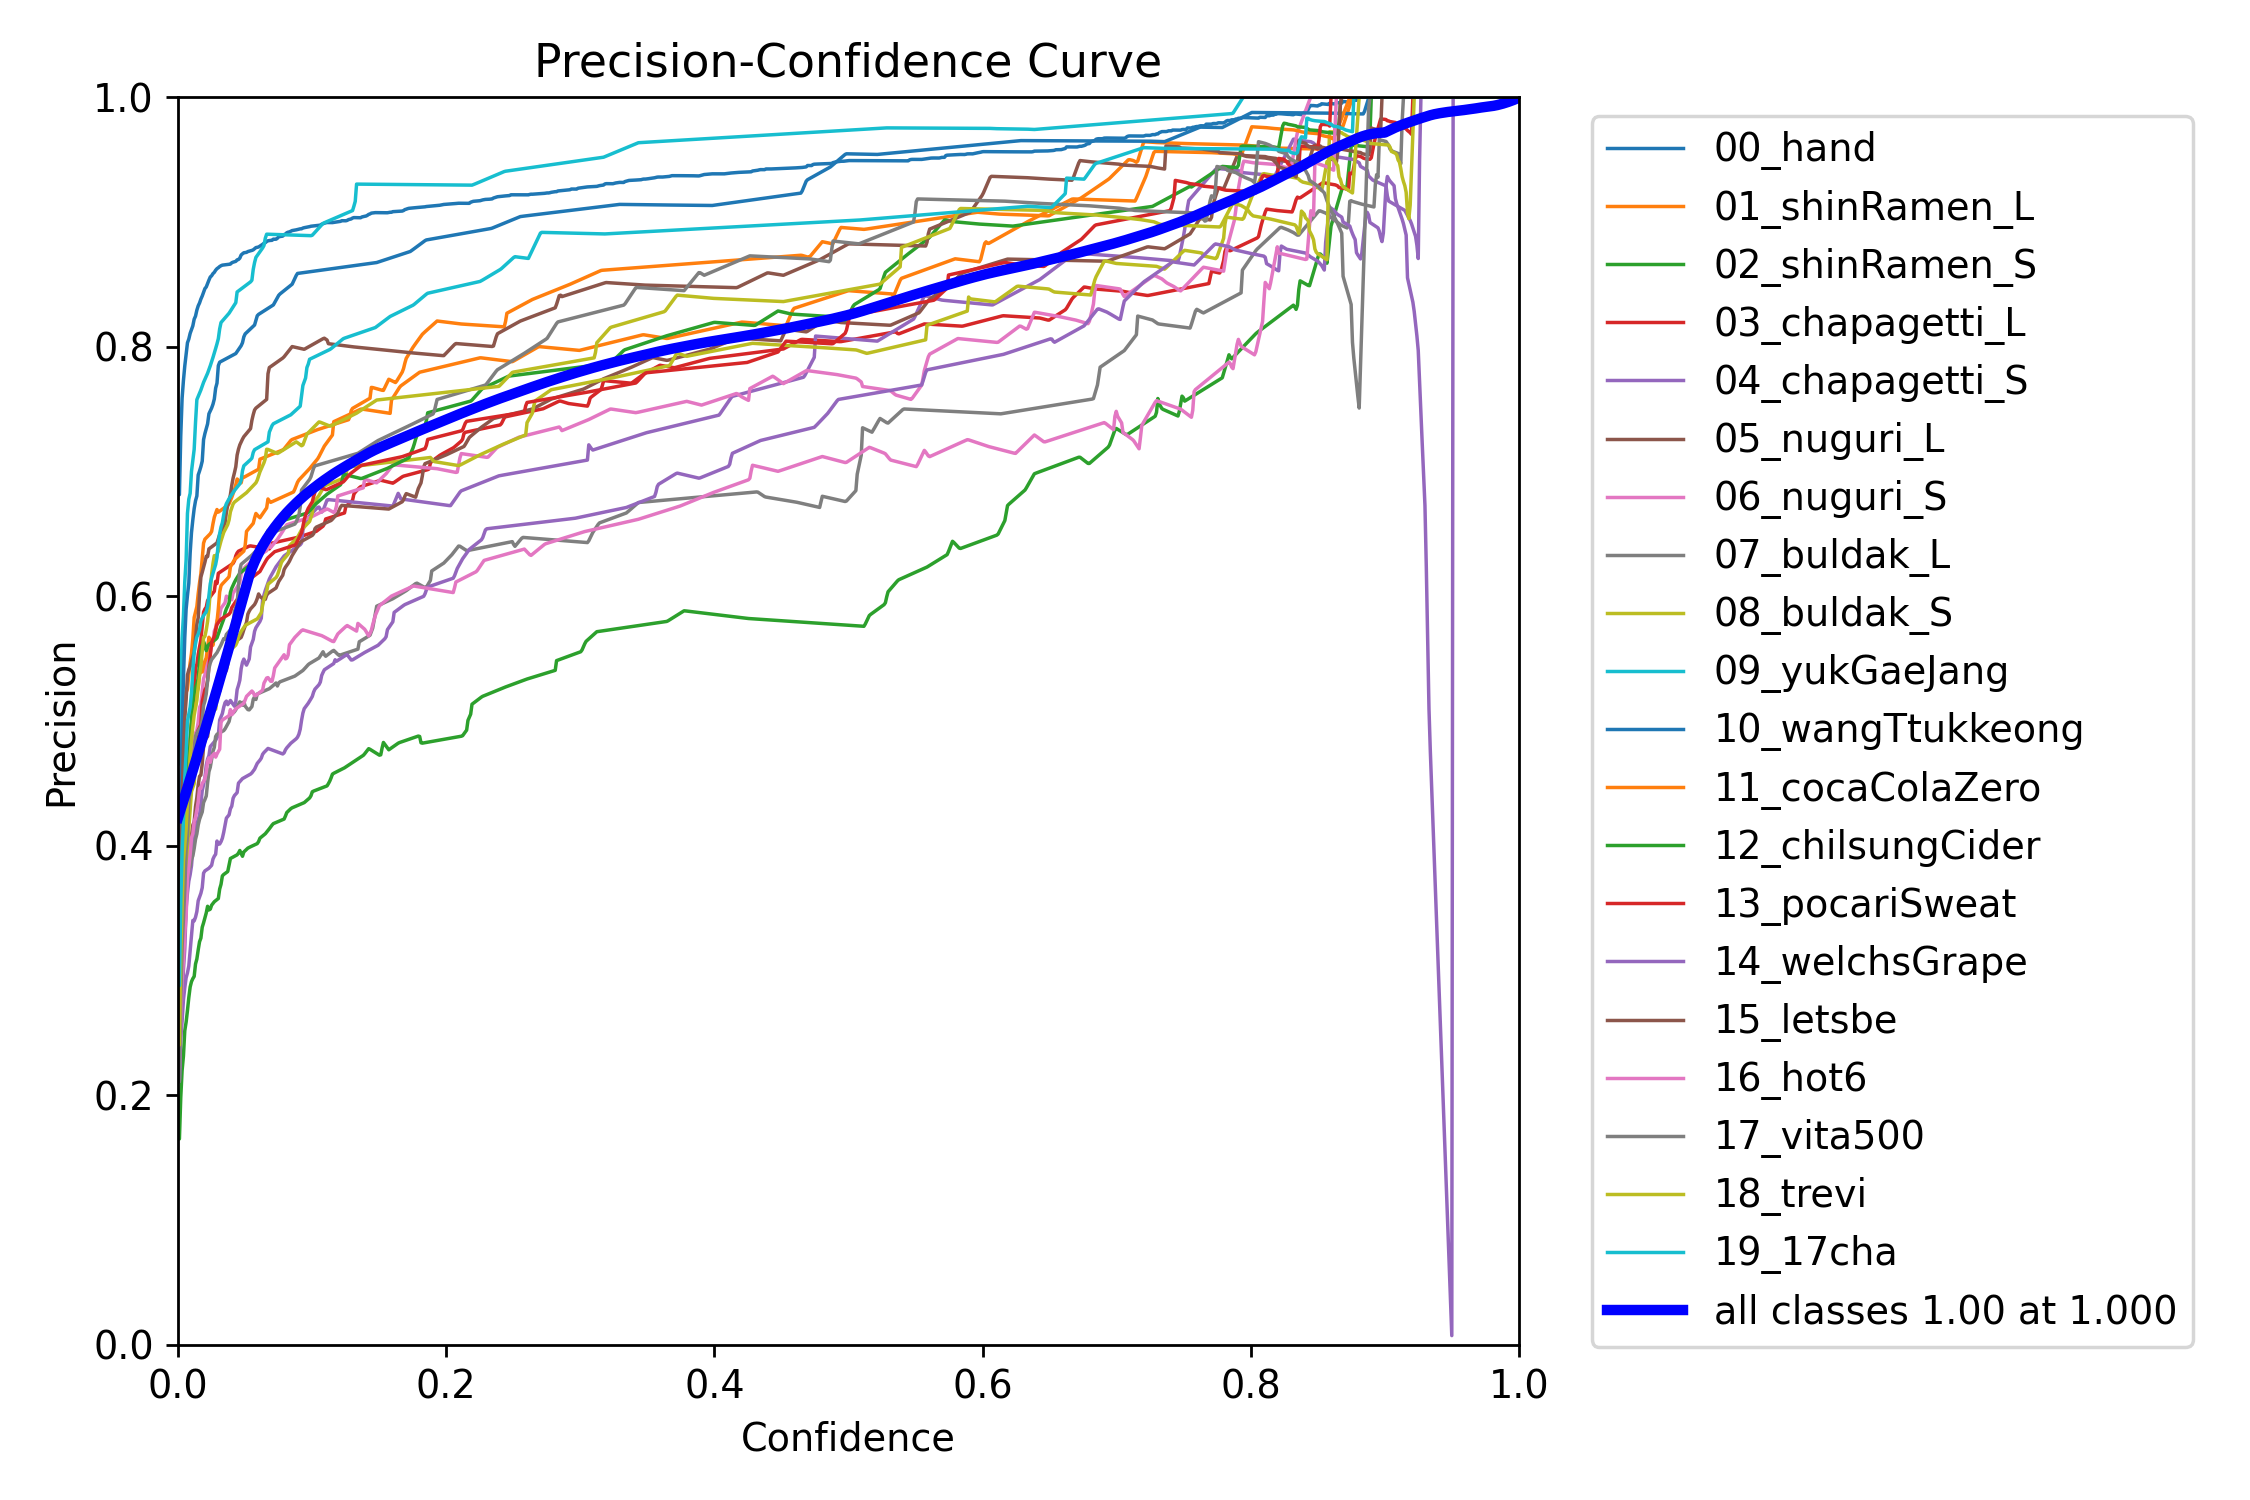 Precision-Confidence Curve
1.0
0.8
0.6
0.4
0.2
0.0
Precision
0.0 0.2 0.4 0.6 0.8 1.0
Confidence
00_hand
01_shinRamen_L
02_shinRamen_S
03_chapagetti_L
04_chapagetti_S
05_nuguri_L
06_nuguri_S
07_buldak_L
08_buldak_S
09_yukGaeJang
10_wangTtukkeong
11_cocaColaZero
12_chilsungCider
13_pocariSweat
14_welchsGrape
15_letsbe
16_hot6
17_vita500
18_trevi
19_17cha
all classes 1.00 at 1.000